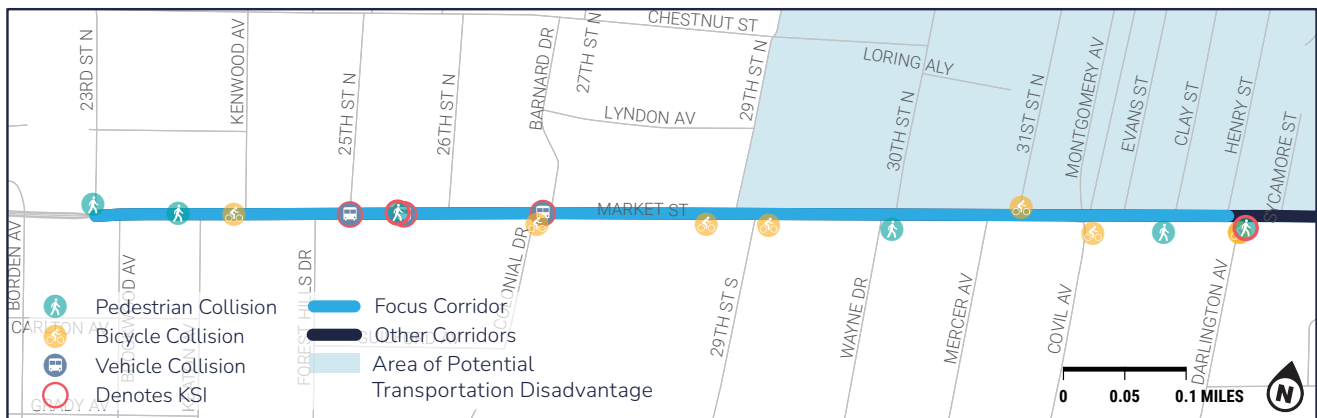 CHESTNUT ST
23RD ST N
KENWOOD AV
25TH ST N
26TH ST N
BARNARD DR
27TH ST N
LYNDON AV
29TH ST N
LORING ALY
30TH ST N
31ST ST N
MONTGOMERY AV
EVANS ST
CLAY ST
HENRY ST
SYCAMORE ST
MARKET ST
BORDEN AV
CARLTON AV
FOREST HILLS DR
COLONIAL DR
29TH ST S
WAYNE DR
MERCER AV
COVIL AV
DARLINGTON AV
GRADY AV
Pedestrian Collision
Bicycle Collision
Vehicle Collision
Denotes KSI
Focus Corridor
Other Corridors
Area of Potential
Transportation Disadvantage
0 0.05 0.1 MILES
N